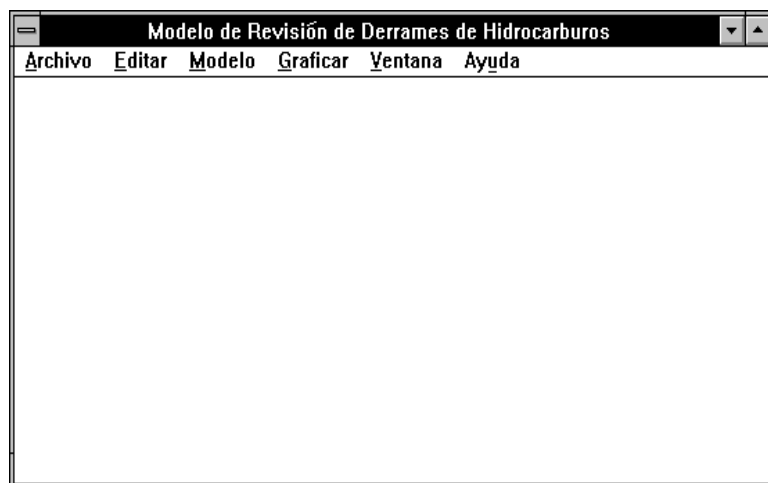 Modelo de Revisión de Derrames de Hidrocarburos
Archivo Editar Modelo Graficar Ventana Ayuda